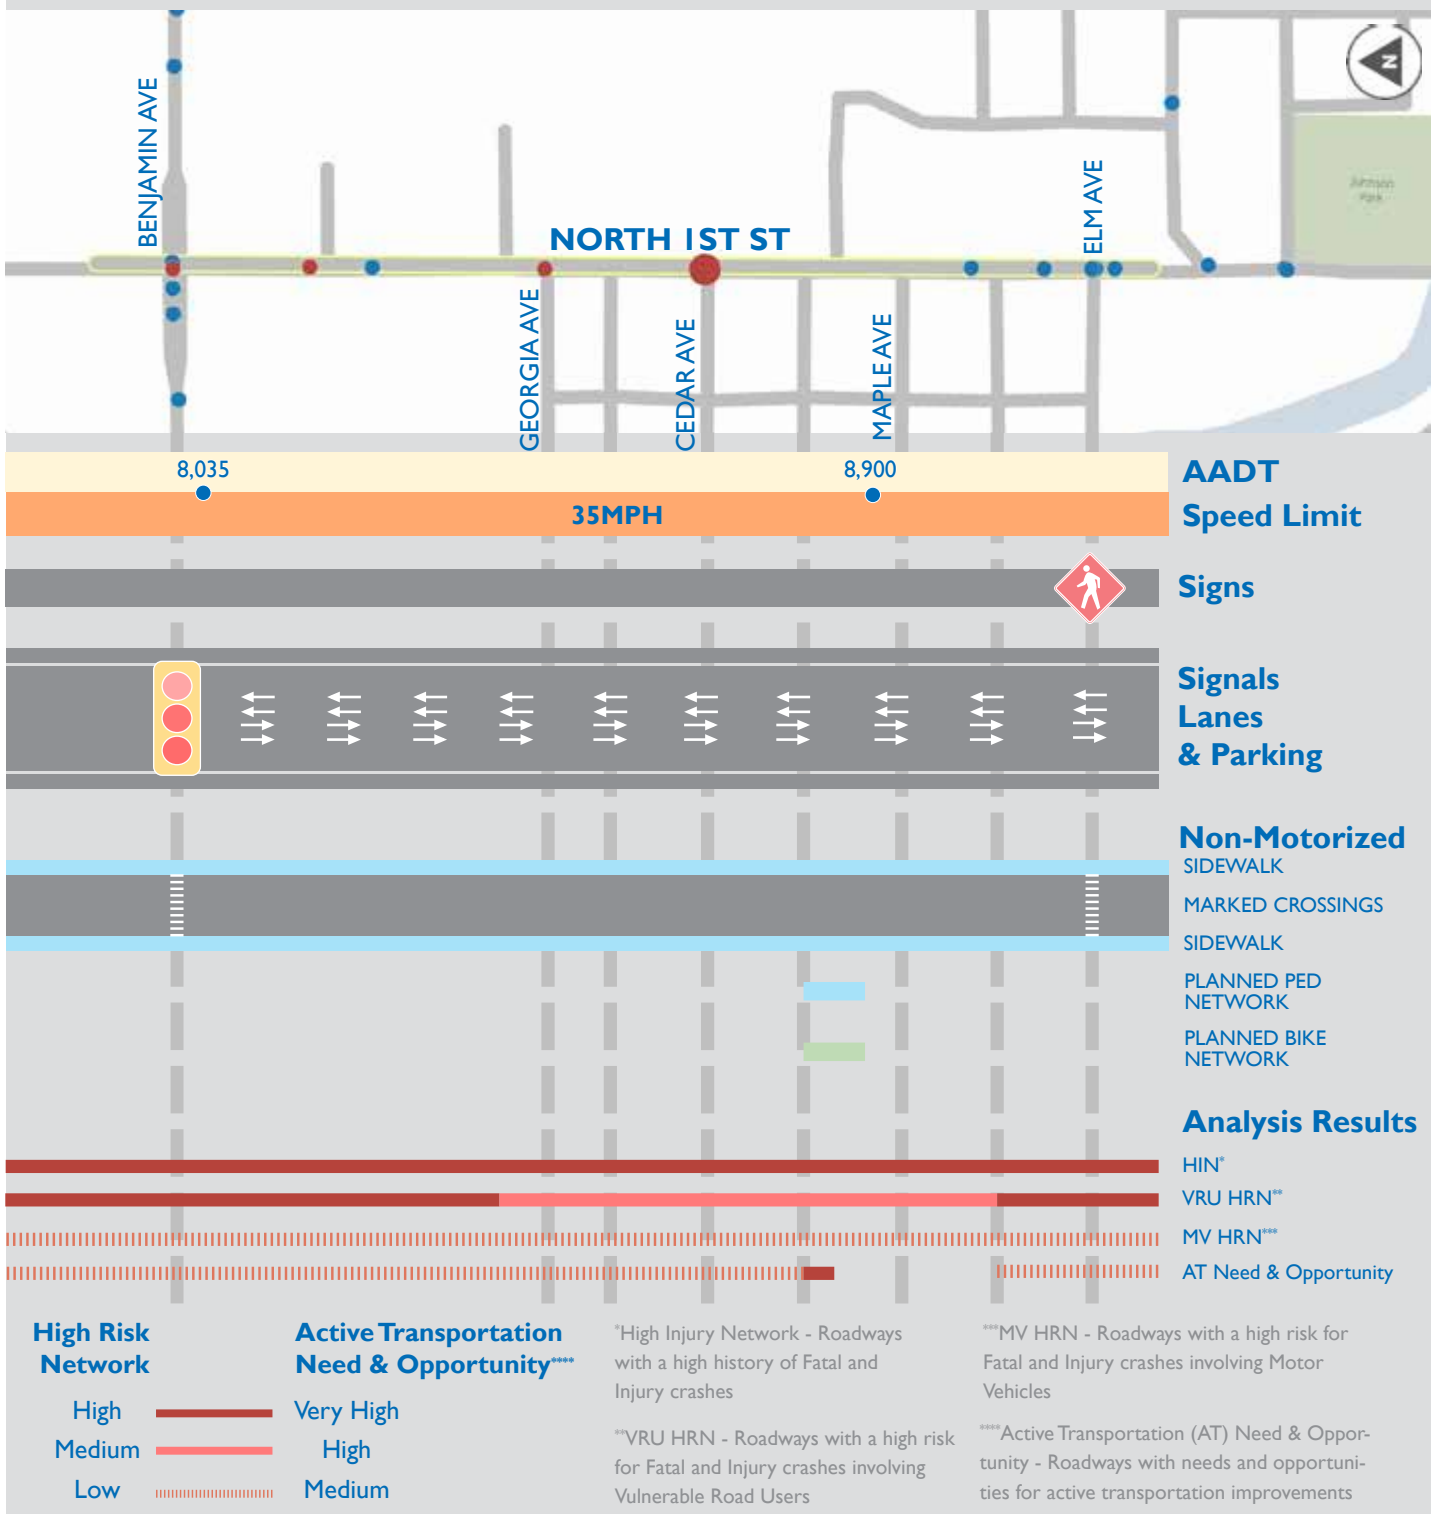 N
BENJAMIN AVE
ELM AVE
Johnson
Park
NORTH 1ST ST
GEORGIA AVE
CEDAR AVE
MAPLE AVE
8,035
8,900
AADT
35MPH
Speed Limit
Signs
Signals
Lanes
& Parking
Non-Motorized
SIDEWALK
MARKED CROSSINGS
SIDEWALK
PLANNED PED
NETWORK
PLANNED BIKE
NETWORK
Analysis Results
HIN*
VRU HRN**
MV HRN***
AT Need & Opportunity
High Risk
Network
High
Medium
Low
Active Transportation
Need & Opportunity****
Very High
High
Medium
*High Injury Network - Roadways
with a high history of Fatal and
Injury crashes
**VRU HRN - Roadways with a high risk
for Fatal and Injury crashes involving
Vulnerable Road Users
***MV HRN - Roadways with a high risk for
Fatal and Injury crashes involving Motor
Vehicles
****Active Transportation (AT) Need & Oppor-
tunity - Roadways with needs and opportuni-
ties for active transportation improvements